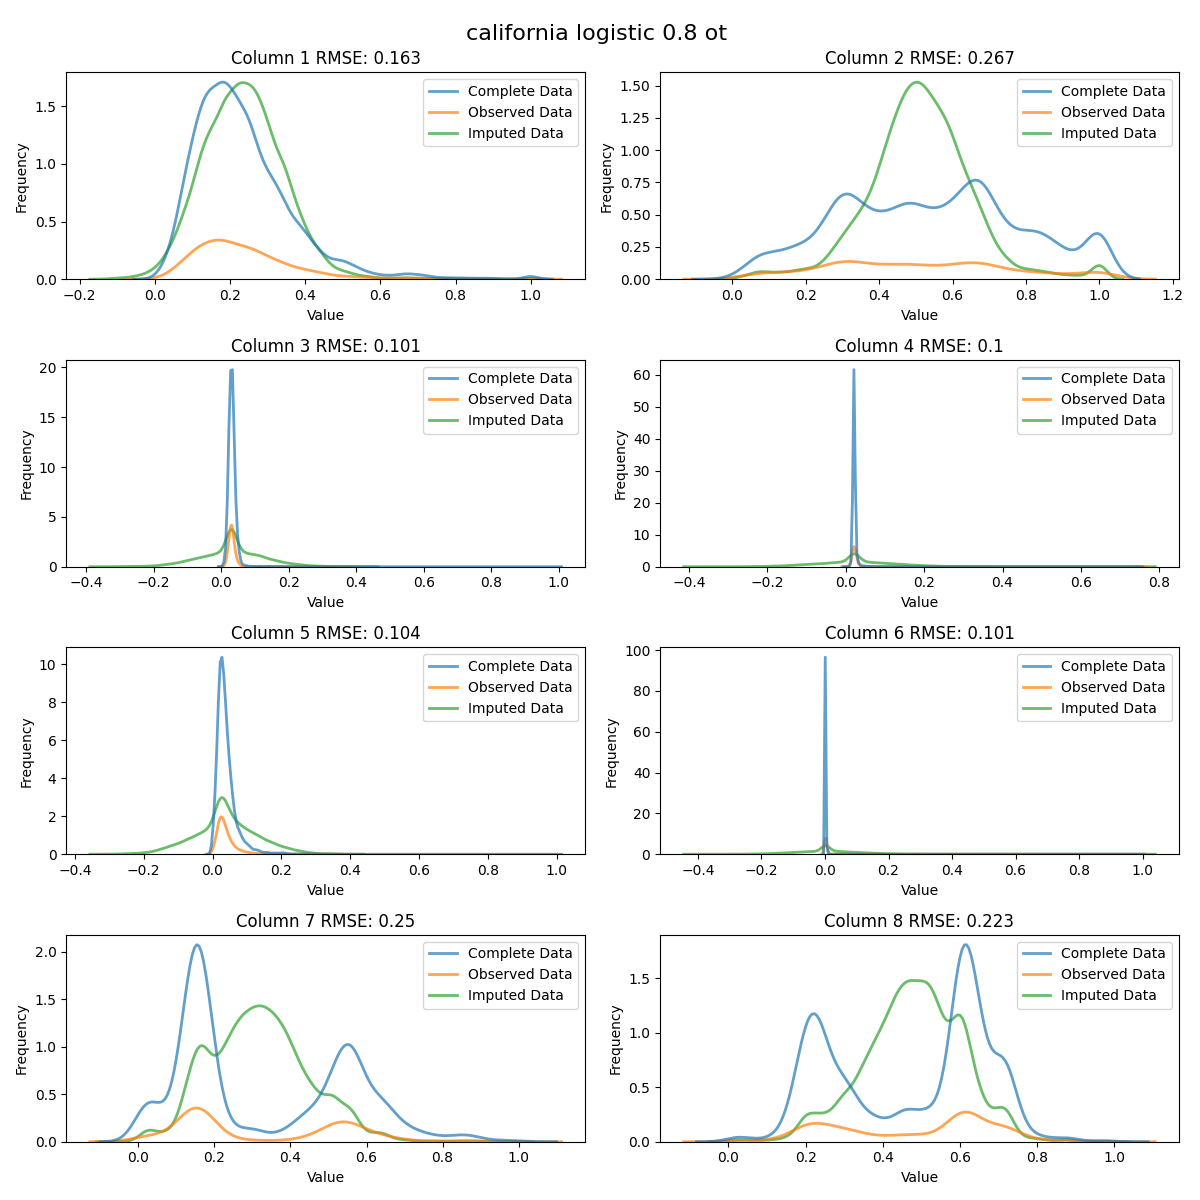 california logistic 0.8 ot
Column 1 RMSE: 0.163
Frequency
1.5
1.0
0.5
0.0
Complete Data
Observed Data
Imputed Data
−0.2 0.0 0.2 0.4 0.6 0.8 1.0
Value
Column 2 RMSE: 0.267
Frequency
1.50
1.25
1.00
0.75
0.50
0.25
0.00
Complete Data
Observed Data
Imputed Data
0.0 0.2 0.4 0.6 0.8 1.0 1.2
Value
Column 3 RMSE: 0.101
Frequency
20
15
10
5
0
Complete Data
Observed Data
Imputed Data
−0.4 −0.2 0.0 0.2 0.4 0.6 0.8 1.0
Value
Column 4 RMSE: 0.1
Frequency
60
50
40
30
20
10
0
Complete Data
Observed Data
Imputed Data
−0.4 −0.2 0.0 0.2 0.4 0.6 0.8
Value
Column 5 RMSE: 0.104
Frequency
10
8
6
4
2
0
Complete Data
Observed Data
Imputed Data
−0.4 −0.2 0.0 0.2 0.4 0.6 0.8 1.0
Value
Column 6 RMSE: 0.101
Frequency
100
80
60
40
20
0
Complete Data
Observed Data
Imputed Data
−0.4 −0.2 0.0 0.2 0.4 0.6 0.8 1.0
Value
Column 7 RMSE: 0.25
Frequency
2.0
1.5
1.0
0.5
0.0
Complete Data
Observed Data
Imputed Data
0.0 0.2 0.4 0.6 0.8 1.0
Value
Column 8 RMSE: 0.223
Frequency
1.5
1.0
0.5
0.0
Complete Data
Observed Data
Imputed Data
0.0 0.2 0.4 0.6 0.8 1.0
Value